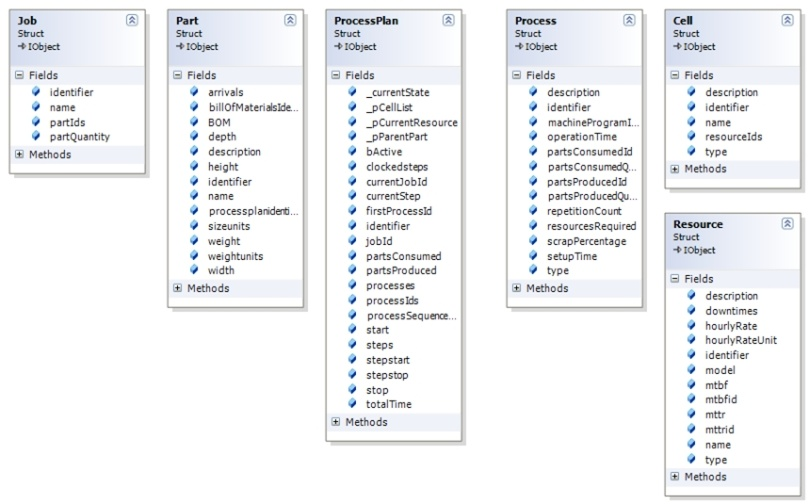 Job
Struct
IObject
Fields
identifier
name
partIds
partQuantity
Methods
Part
Struct
IObject
Fields
arrivals
billOfMaterialsIde...
BOM
depth
description
height
identifier
name
processplanidenti...
sizeunits
weight
weightunits
width
Methods
ProcessPlan
Struct
IObject
Fields
_currentState
_pCellList
_pCurrentResource
_pParentPart
bActive
clockedsteps
currentJobId
currentStep
firstProcessId
identifier
jobId
partsConsumed
partsProduced
processes
processIds
processSequence...
start
steps
stepstart
stepstop
stop
totalTime
Methods
Process
Struct
IObject
Fields
description
identifier
machineProgramI...
operationTime
partsConsumedId
partsConsumedQ...
partsProducedId
partsProducedQu...
repetitionCount
resourcesRequired
scrapPercentage
setupTime
type
Methods
Cell
Struct
IObject
Fields
description
identifier
name
resourceIds
type
Methods
Resource
Struct
IObject
Fields
description
downtimes
hourlyRate
hourlyRateUnit
identifier
model
mtbf
mtbfid
mttr
mttrid
name
type
Methods